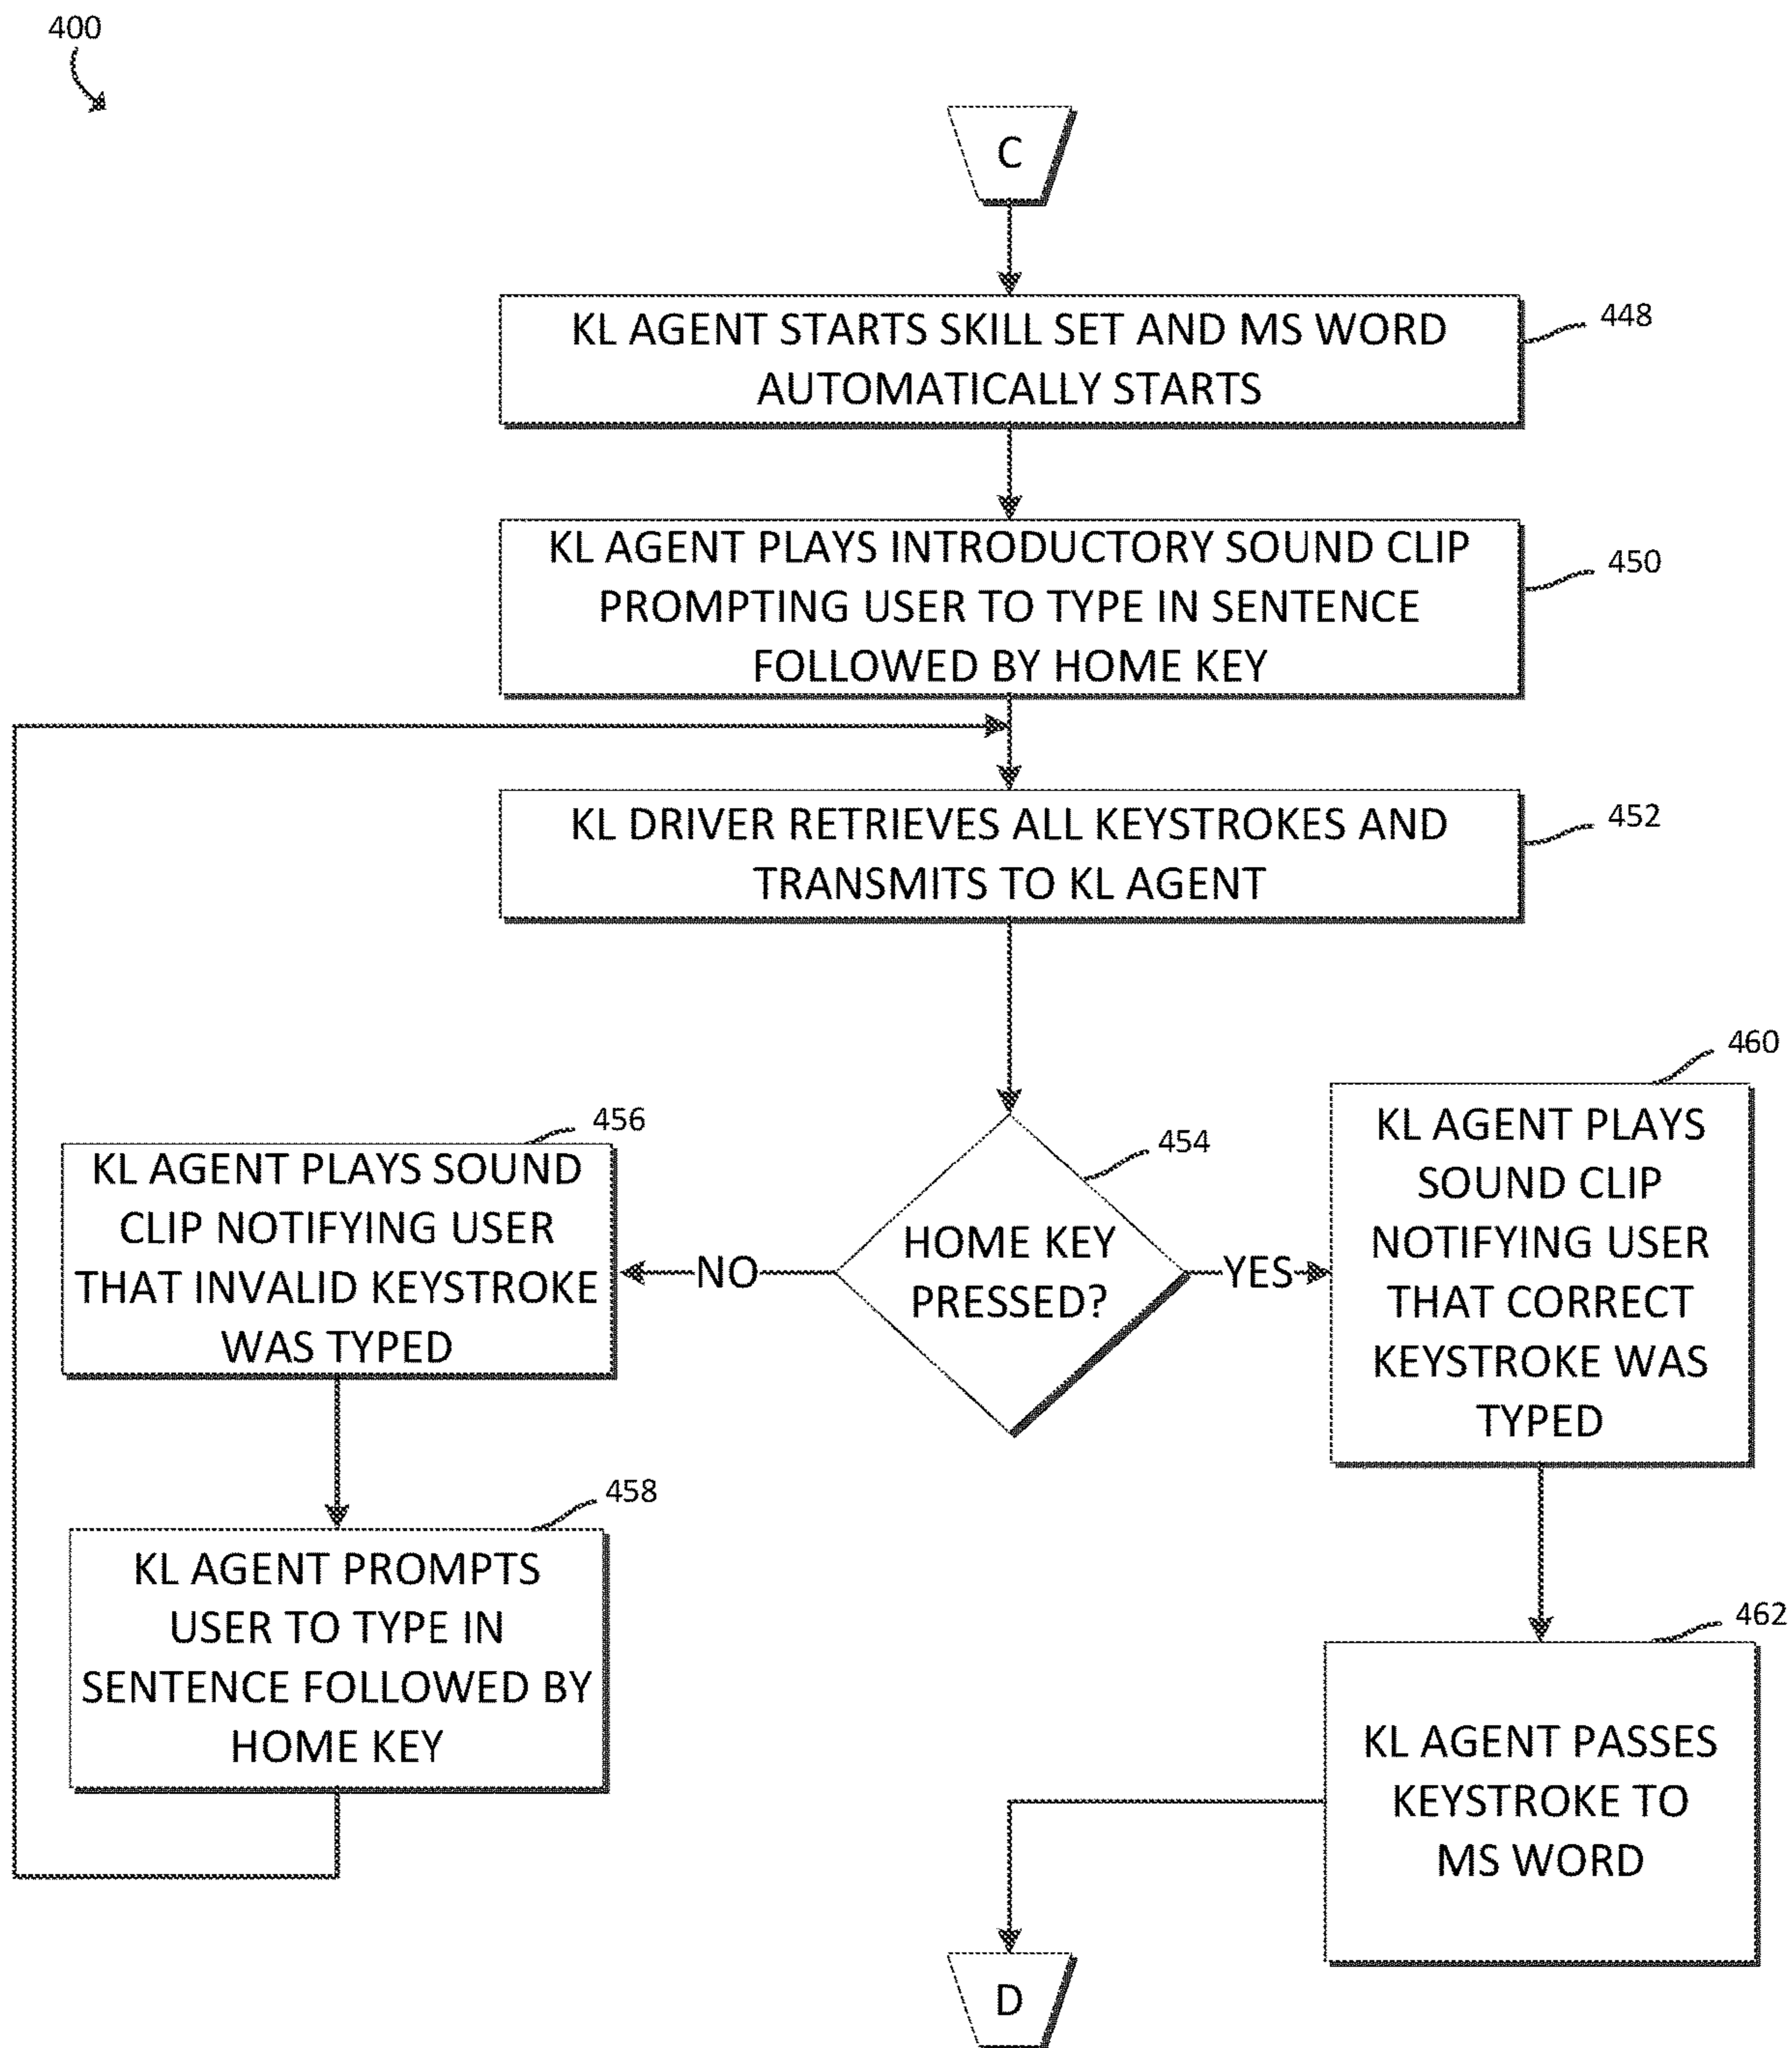 400
C
KL AGENT STARTS SKILL SET AND MS WORD
AUTOMATICALLY STARTS
448
KL AGENT PLAYS INTRODUCTORY SOUND CLIP
PROMPTING USER TO TYPE IN SENTENCE
FOLLOWED BY HOME KEY
450
KL DRIVER RETRIEVES ALL KEYSTROKES AND
TRANSMITS TO KL AGENT
452
456
KL AGENT PLAYS SOUND
CLIP NOTIFYING USER
THAT INVALID KEYSTROKE
WAS TYPED
NO
454
HOME KEY
PRESSED?
YES
460
KL AGENT PLAYS
SOUND CLIP
NOTIFYING USER
THAT CORRECT
KEYSTROKE WAS
TYPED
458
KL AGENT PROMPTS
USER TO TYPE IN
SENTENCE FOLLOWED BY
HOME KEY
462
KL AGENT PASSES
KEYSTROKE TO
MS WORD
D